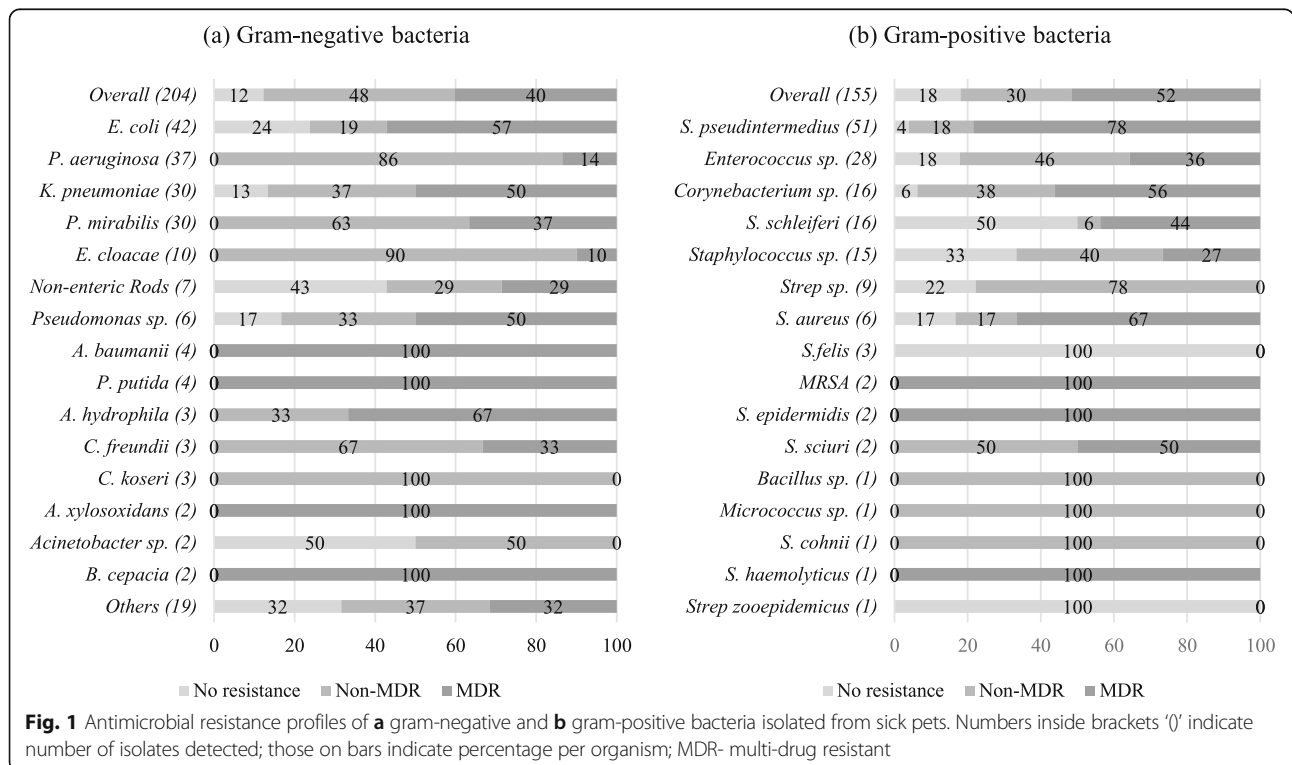 (a) Gram-negative bacteria
Overall (204) 12 48 40
E. coli (42) 24 19 57
P. aeruginosa (37) 0 86 14
K. pneumoniae (30) 13 37 50
P. mirabilis (30) 0 63 37
E. cloacae (10) 0 90 10
Non-enteric Rods (7) 43 29 29
Pseudomonas sp. (6) 17 33 50
A. baumanii (4) 0 100
P. putida (4) 0 100
A. hydrophila (3) 0 33 67
C. freundii (3) 0 67 33
C. koseri (3) 0 100 0
A. xylosoxidans (2) 0 100
Acinetobacter sp. (2) 50 50 0
B. cepacia (2) 0 100
Others (19) 32 37 32
0 20 40 60 80 100
No resistance Non-MDR MDR
(b) Gram-positive bacteria
Overall (155) 18 30 52
S. pseudintermedius (51) 4 18 78
Enterococcus sp. (28) 18 46 36
Corynebacterium sp. (16) 6 38 56
S. schleiferi (16) 50 6 44
Staphylococcus sp. (15) 33 40 27
Strep sp. (9) 22 78 0
S. aureus (6) 17 17 67
S.felis (3) 100 0
MRSA (2) 0 100
S. epidermidis (2) 0 100
S. sciuri (2) 0 50 50
Bacillus sp. (1) 0 100 0
Micrococcus sp. (1) 0 100 0
S. cohnii (1) 0 100 0
S. haemolyticus (1) 0 100
Strep zooepidemicus (1) 100 0
0 20 40 60 80 100
No resistance Non-MDR MDR
Fig. 1 Antimicrobial resistance profiles of a gram-negative and b gram-positive bacteria isolated from sick pets. Numbers inside brackets ‘()’ indicate
number of isolates detected; those on bars indicate percentage per organism; MDR- multi-drug resistant